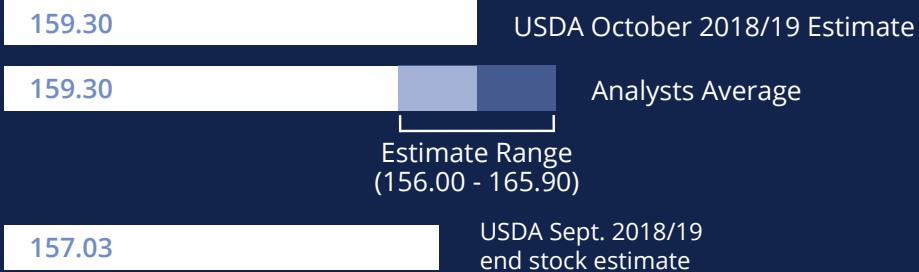 159.30
USDA October 2018/19 Estimate
159.30
Analysts Average
Estimate Range
(156.00 - 165.90)
157.03
USDA Sept. 2018/19
end stock estimate